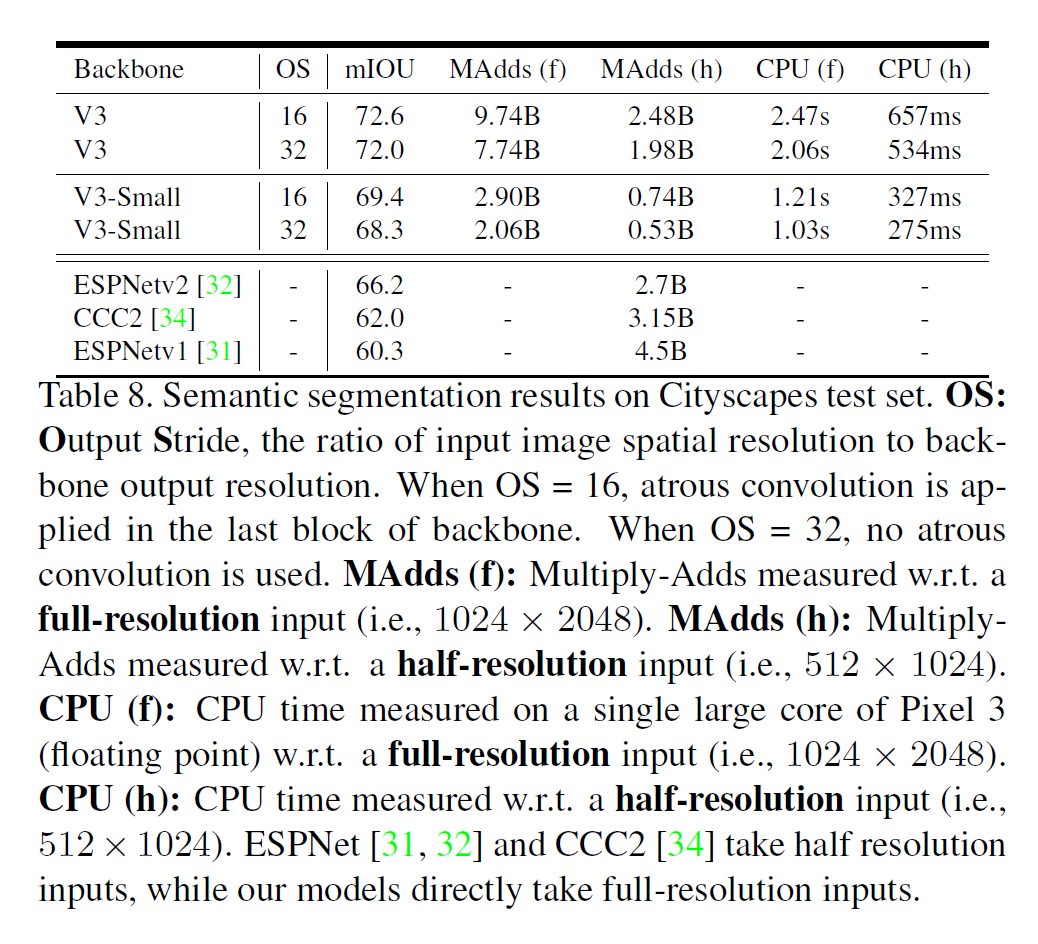 Backbone OS mIOU MAdds (f) MAdds (h) CPU (f) CPU (h)
V3 16 72.6 9.74B 2.48B 2.47s 657ms
V3 32 72.0 7.74B 1.98B 2.06s 534ms
V3-Small 16 69.4 2.90B 0.74B 1.21s 327ms
V3-Small 32 68.3 2.06B 0.53B 1.03s 275ms
ESPNetv2 [32] - 66.2 - 2.7B - -
CCC2 [34] - 62.0 - 3.15B - -
ESPNetv1 [31] - 60.3 - 4.5B - -
Table 8. Semantic segmentation results on Cityscapes test set. OS:
Output Stride, the ratio of input image spatial resolution to back-
bone output resolution. When OS = 16, atrous convolution is ap-
plied in the last block of backbone. When OS = 32, no atrous
convolution is used. MAdds (f): Multiply-Adds measured w.r.t. a
full-resolution input (i.e., 1024 × 2048). MAdds (h): Multiply-
Adds measured w.r.t. a half-resolution input (i.e., 512 × 1024).
CPU (f): CPU time measured on a single large core of Pixel 3
(floating point) w.r.t. a full-resolution input (i.e., 1024 × 2048).
CPU (h): CPU time measured w.r.t. a half-resolution input (i.e.,
512 × 1024). ESPNet [31, 32] and CCC2 [34] take half resolution
inputs, while our models directly take full-resolution inputs.